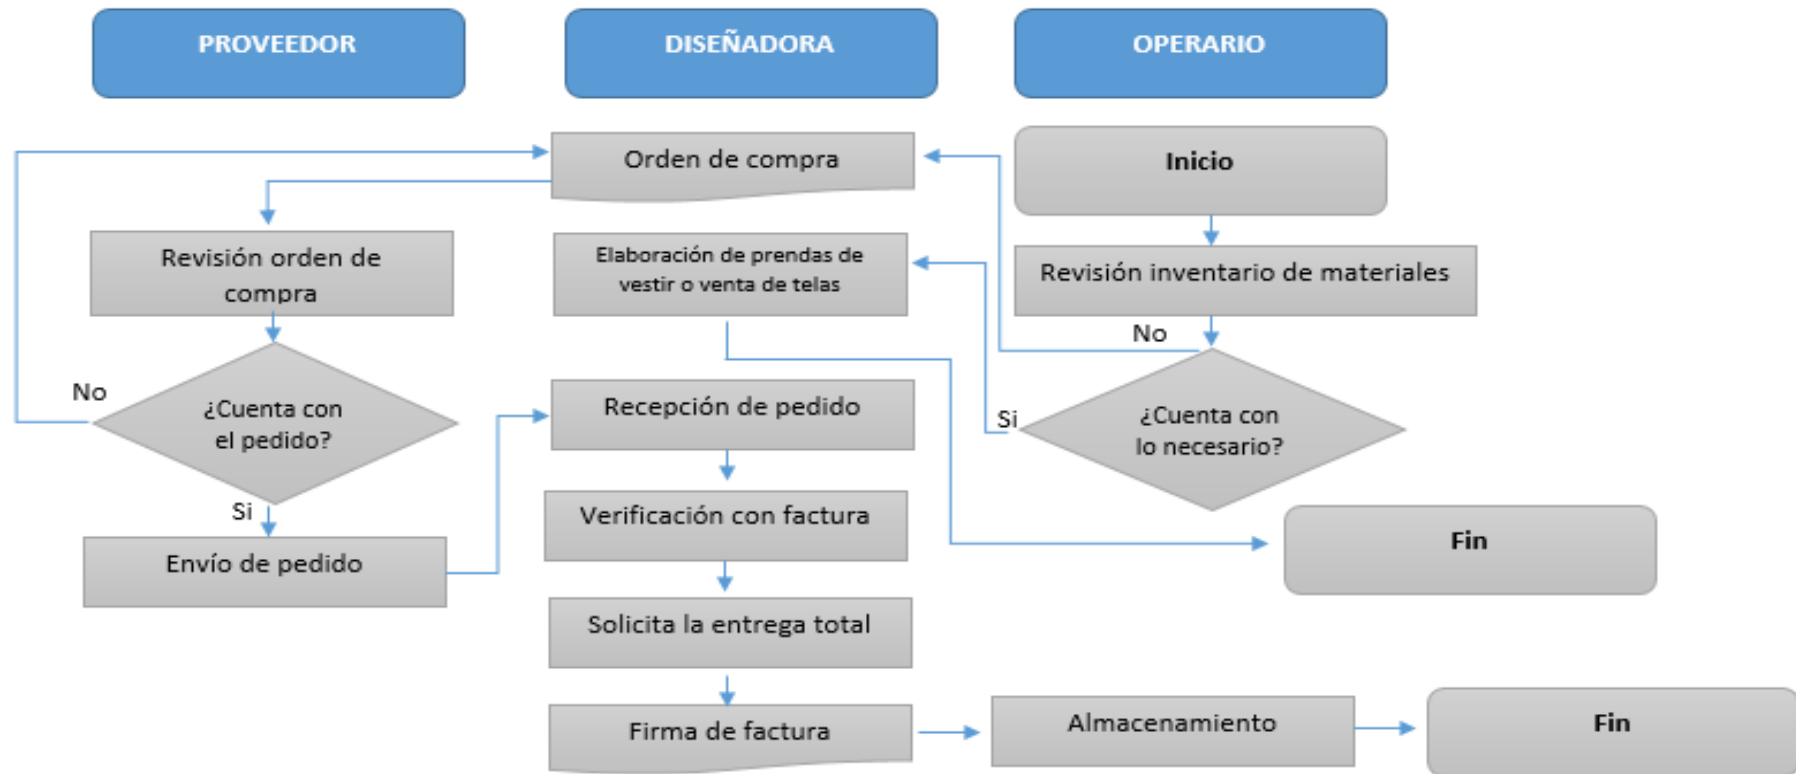 PROVEEDOR
DISEÑADORA
OPERARIO
Orden de compra
Inicio
Revisión orden de
compra
Elaboración de prendas de
vestir o venta de telas
Revisión inventario de materiales
No
No
¿Cuenta con
el pedido?
Recepción de pedido
Si
¿Cuenta con
lo necesario?
Si
Verificación con factura
Envío de pedido
Fin
Solicita la entrega total
Firma de factura
Almacenamiento
Fin